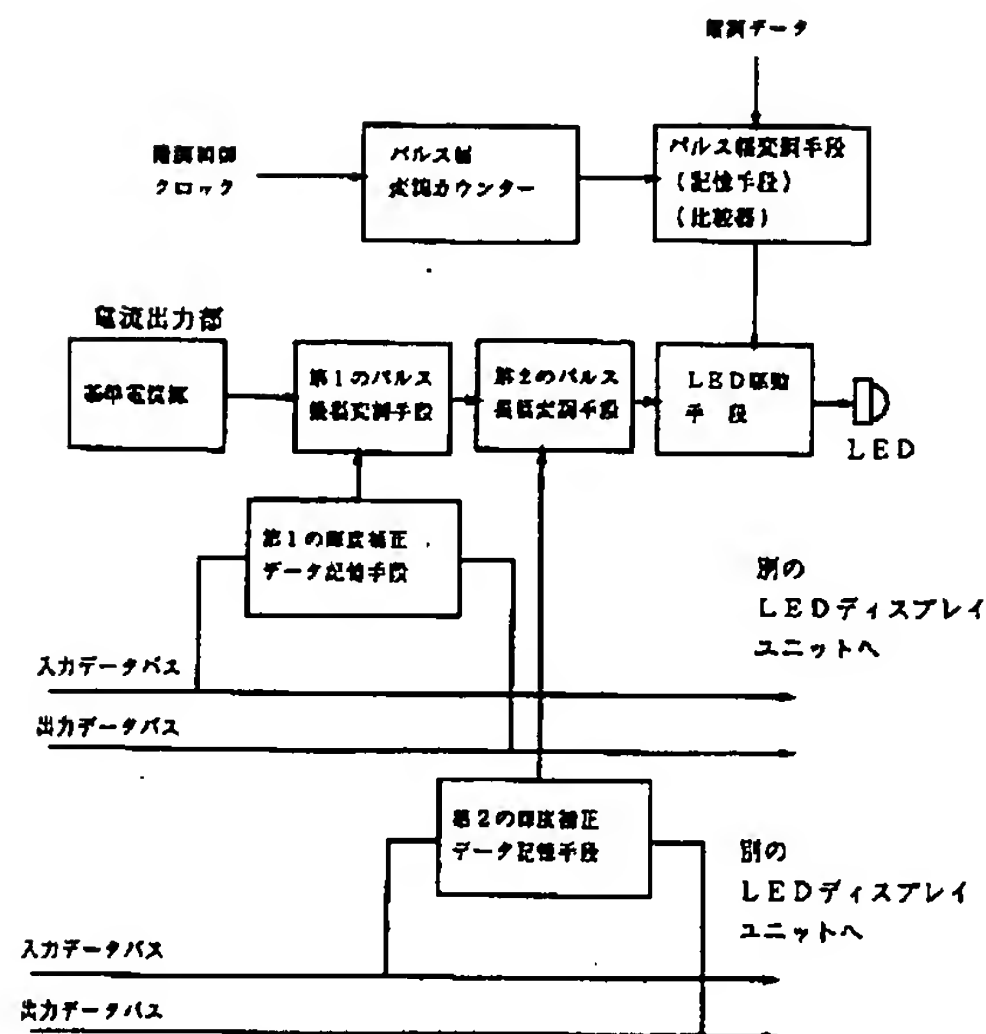 階調データ
階調制御
クロック
パルス幅
変調カウンター
パルス幅変調手段
(記憶手段)
(比較器)
電流出力部
基準電流源
第1のパルス
振幅変調手段
第2のパルス
振幅変調手段
LED駆動
手 段
LED
第1の輝度補正
データ記憶手段
別の
LEDディスプレイ
ユニットへ
入力データバス
出力データバス
第2の輝度補正
データ記憶手段
別の
LEDディスプレイ
ユニットへ
入力データバス
出力データバス